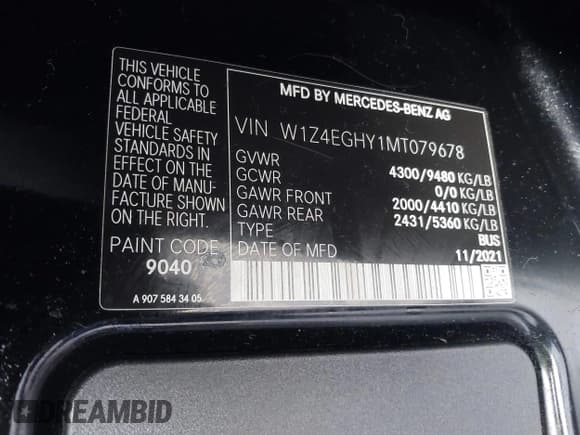 THIS VEHICLE
CONFORMS TO
ALL APPLICABLE
FEDERAL
VEHICLE SAFETY
STANDARDS IN
EFFECT ON THE
DATE OF MANU-
FACTURE SHOWN
ON THE RIGHT.
PAINT CODE
9040
A 907 584 34 05
MFD BY MERCEDES-BENZ AG
VIN W1Z4EGHY1MT079678
GVWR 4300/9480 KG/LB
GCWR 0/0 KG/LB
GAWR FRONT 2000/4410 KG/LB
GAWR REAR 2431/5360 KG/LB
TYPE BUS
DATE OF MFD 11/2021
DREAMBID